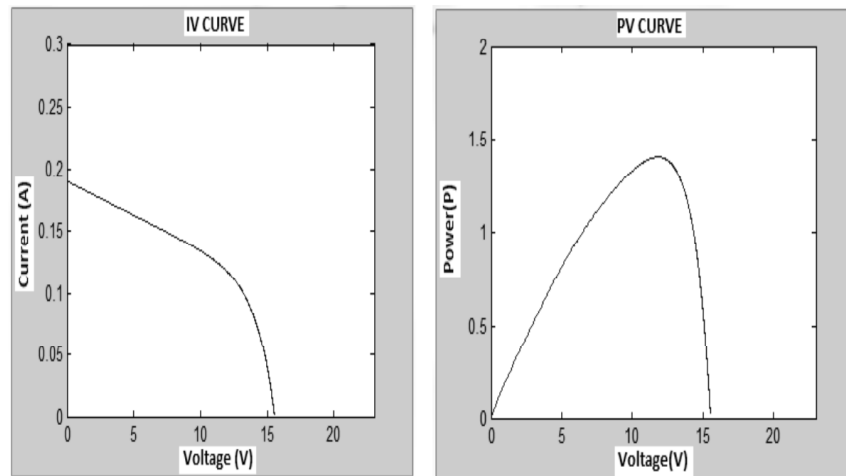 IV CURVE
0.3
0.25
0.2
0.15
0.1
0.05
0
Current (A)
0 5 10 15 20
Voltage (V)
PV CURVE
2
1.5
1
0.5
0
Power(P)
0 5 10 15 20
Voltage(V)